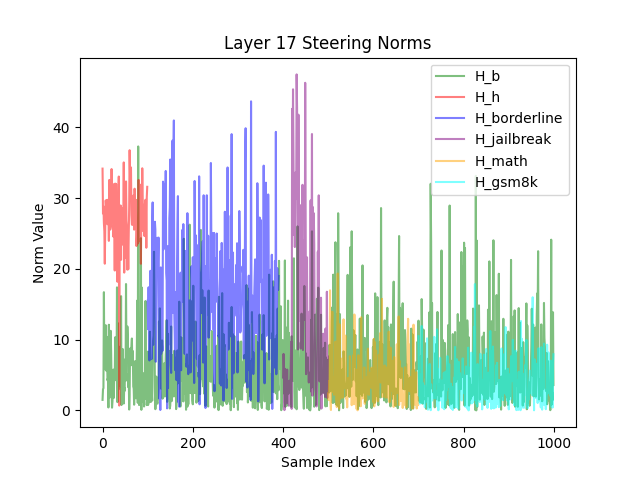 Layer 17 Steering Norms
H_b
H_h
H_borderline
H_jailbreak
H_math
H_gsm8k
Norm Value
40
30
20
10
0
0 200 400 600 800 1000
Sample Index